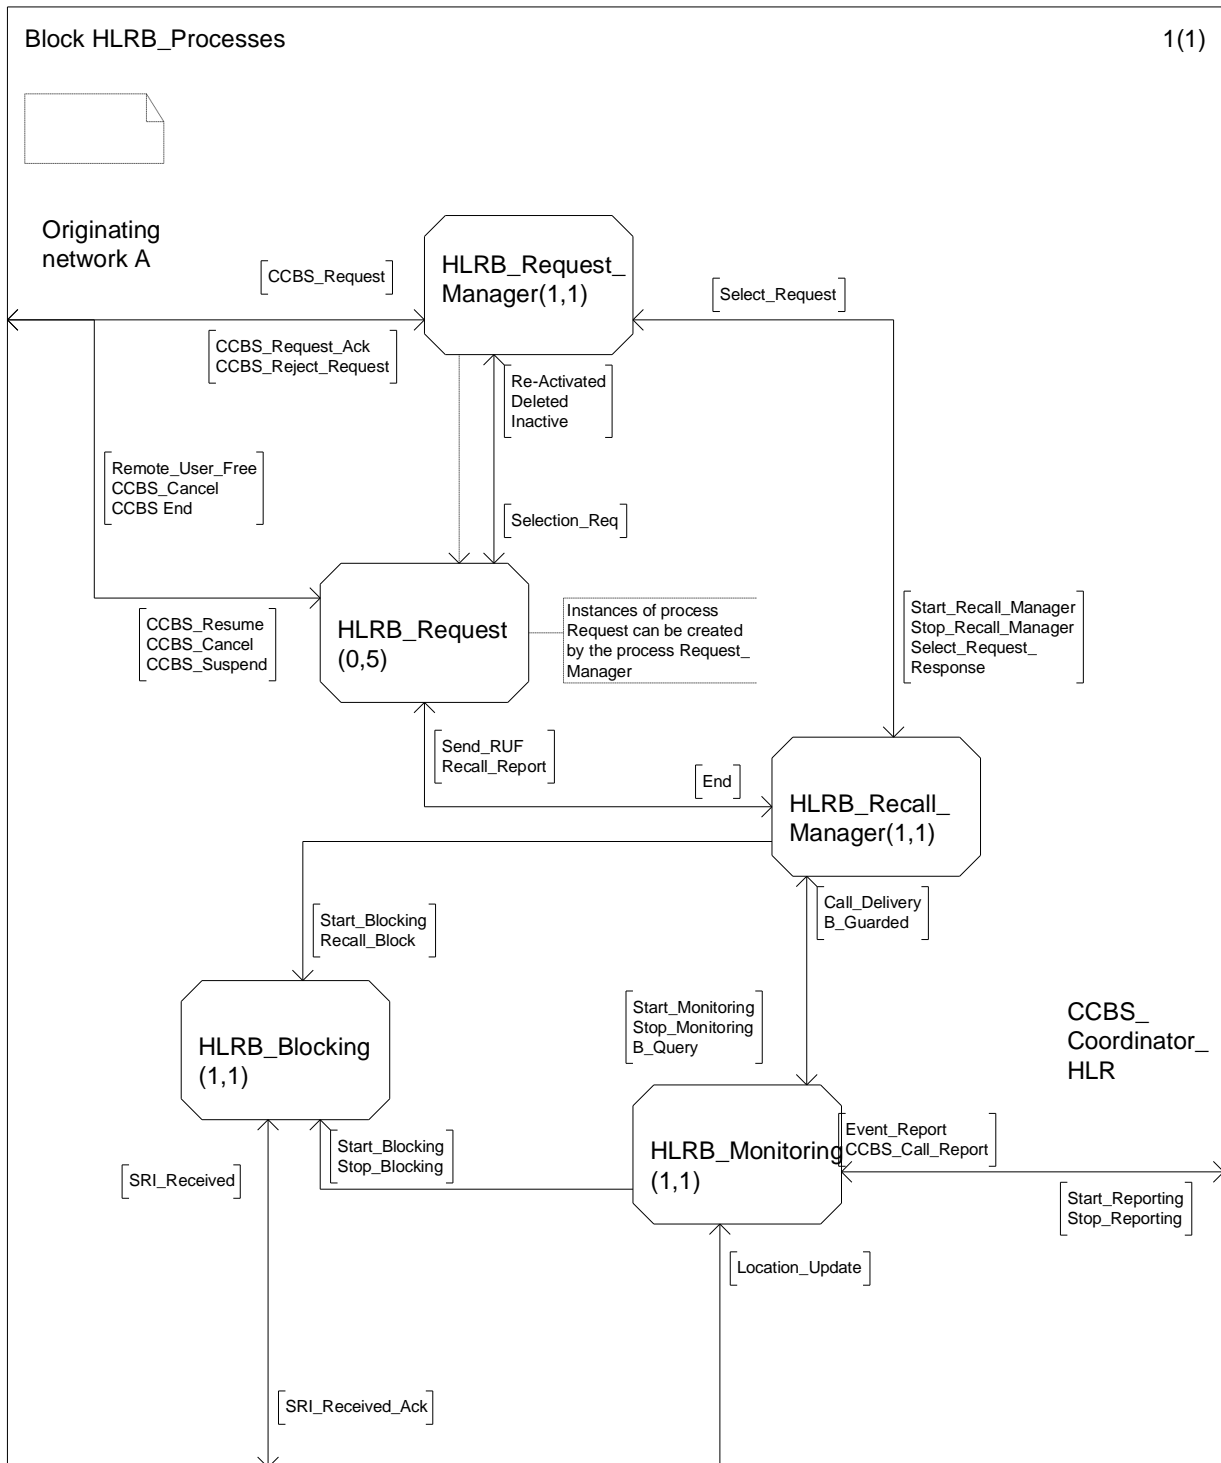 Block HLRB_Processes
1(1)
Originating
network A
CCBS_Request
HLRB_Request_
Manager(1,1)
Select_Request
CCBS_Request_Ack
CCBS_Reject_Request
Re-Activated
Deleted
Inactive
Remote_User_Free
CCBS_Cancel
CCBS End
Selection_Req
CCBS_Resume
CCBS_Cancel
CCBS_Suspend
HLRB_Request
(0,5)
Instances of process
Request can be created
by the process Request_
Manager
Start_Recall_Manager
Stop_Recall_Manager
Select_Request_
Response
Send_RUF
Recall_Report
End
HLRB_Recall_
Manager(1,1)
Start_Blocking
Recall_Block
Call_Delivery
B_Guarded
HLRB_Blocking
(1,1)
Start_Monitoring
Stop_Monitoring
B_Query
CCBS_
Coordinator_
HLR
SRI_Received
Start_Blocking
Stop_Blocking
HLRB_Monitoring
(1,1)
Event_Report
CCBS_Call_Report
Start_Reporting
Stop_Reporting
Location_Update
SRI_Received_Ack